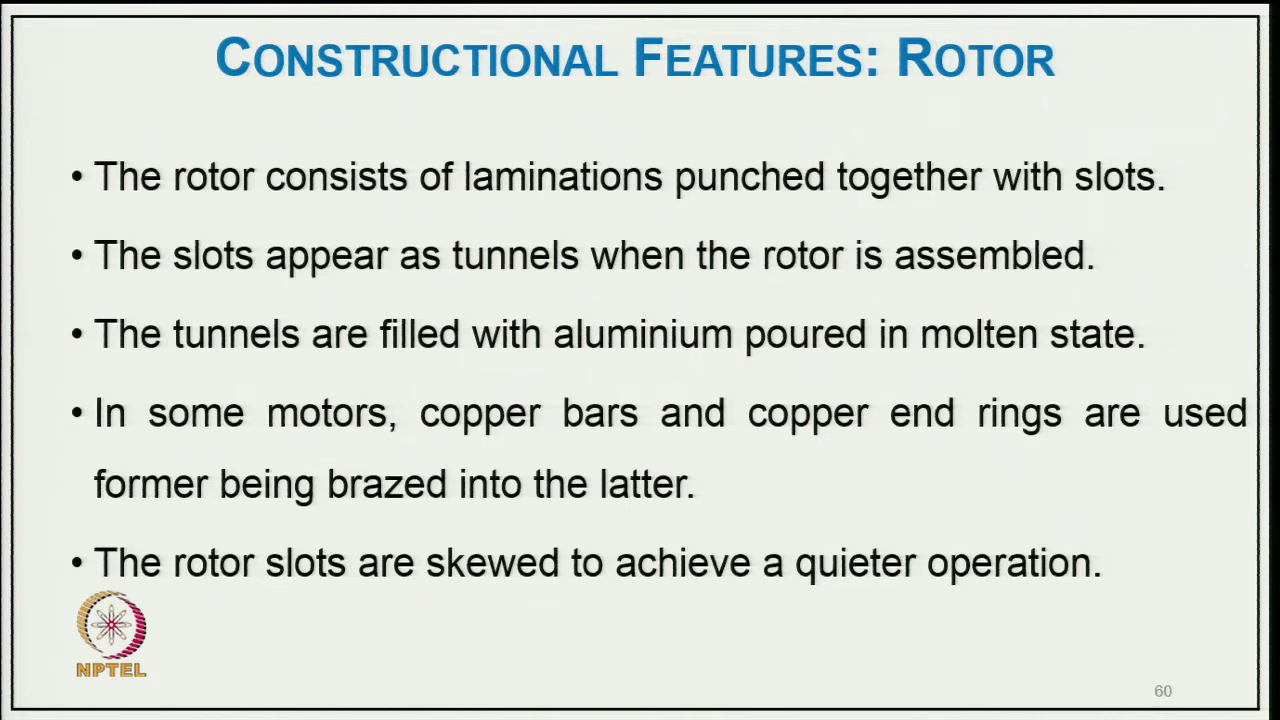 CONSTRUCTIONAL FEATURES: ROTOR
• The rotor consists of laminations punched together with slots.
• The slots appear as tunnels when the rotor is assembled.
• The tunnels are filled with aluminium poured in molten state.
• In some motors, copper bars and copper end rings are used
former being brazed into the latter.
• The rotor slots are skewed to achieve a quieter operation.
NPTEL
60